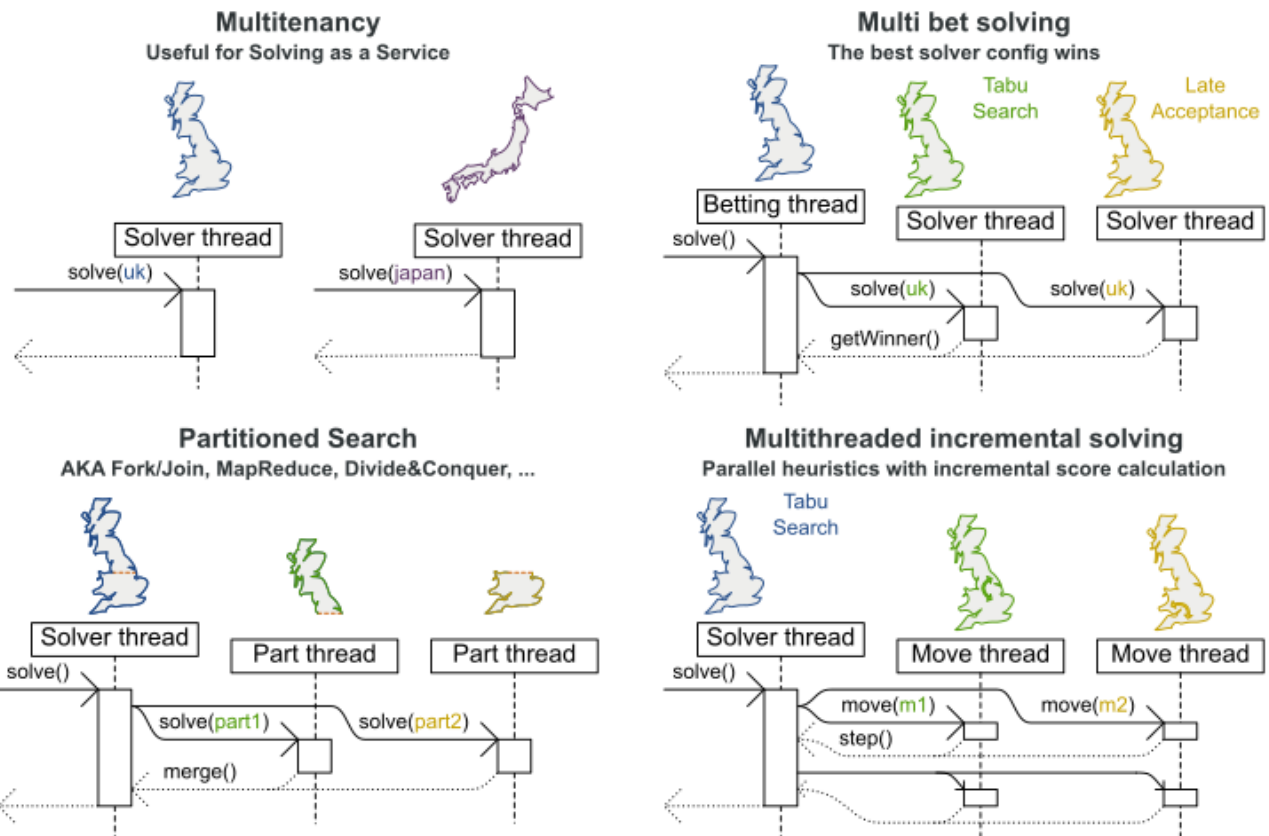 Multitenancy
Useful for Solving as a Service
Solver thread
Solver thread
solve(uk)
solve(japan)
Multi bet solving
The best solver config wins
Tabu
Search
Late
Acceptance
Betting thread
Solver thread
Solver thread
solve()
solve(uk)
solve(uk)
getWinner()
Partitioned Search
AKA Fork/Join, MapReduce, Divide&Conquer, ...
Solver thread
Part thread
Part thread
solve()
solve(part1)
solve(part2)
merge()
Multithreaded incremental solving
Parallel heuristics with incremental score calculation
Tabu
Search
Solver thread
Move thread
Move thread
solve()
move(m1)
move(m2)
step()